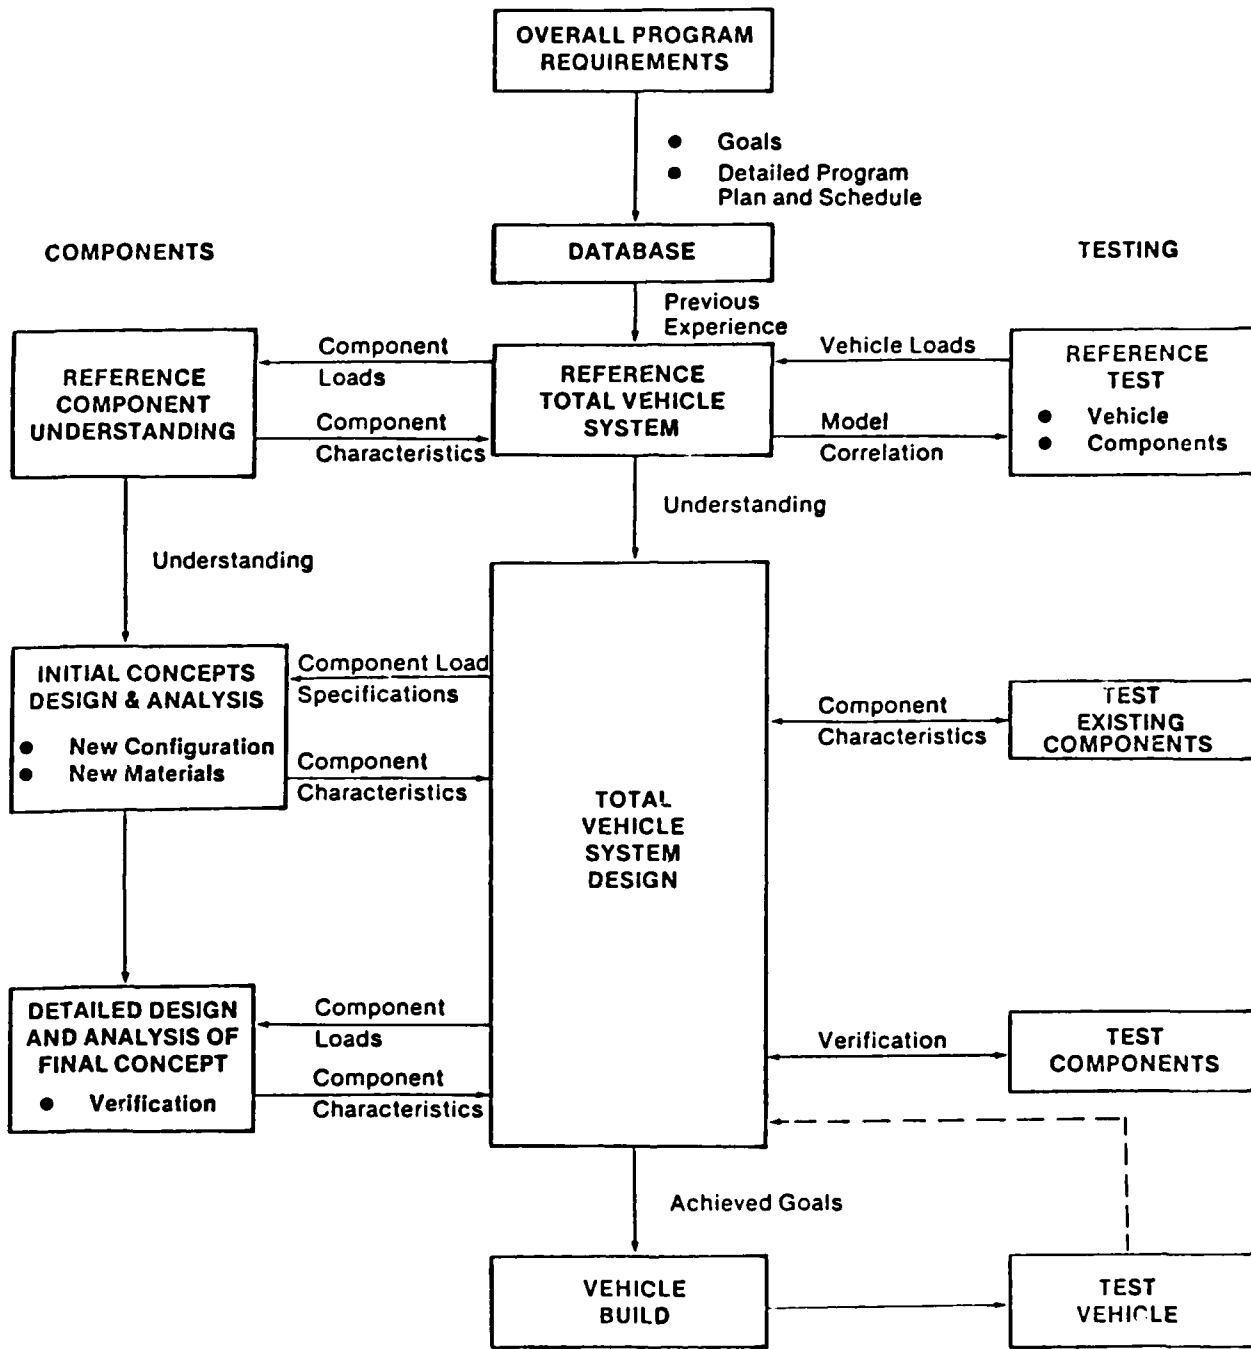 OVERALL PROGRAM
REQUIREMENTS
● Goals
● Detailed Program
Plan and Schedule
COMPONENTS
DATABASE
TESTING
Previous
Experience
REFERENCE
COMPONENT
UNDERSTANDING
Component
Loads
Component
Characteristics
REFERENCE
TOTAL VEHICLE
SYSTEM
Vehicle Loads
Model
Correlation
REFERENCE
TEST
● Vehicle
● Components
Understanding
Understanding
INITIAL CONCEPTS
DESIGN & ANALYSIS
● New Configuration
● New Materials
Component Load
Specifications
Component
Characteristics
TOTAL
VEHICLE
SYSTEM
DESIGN
Component
Characteristics
TEST
EXISTING
COMPONENTS
DETAILED DESIGN
AND ANALYSIS OF
FINAL CONCEPT
● Verification
Component
Loads
Component
Characteristics
Verification
TEST
COMPONENTS
Achieved Goals
VEHICLE
BUILD
TEST
VEHICLE